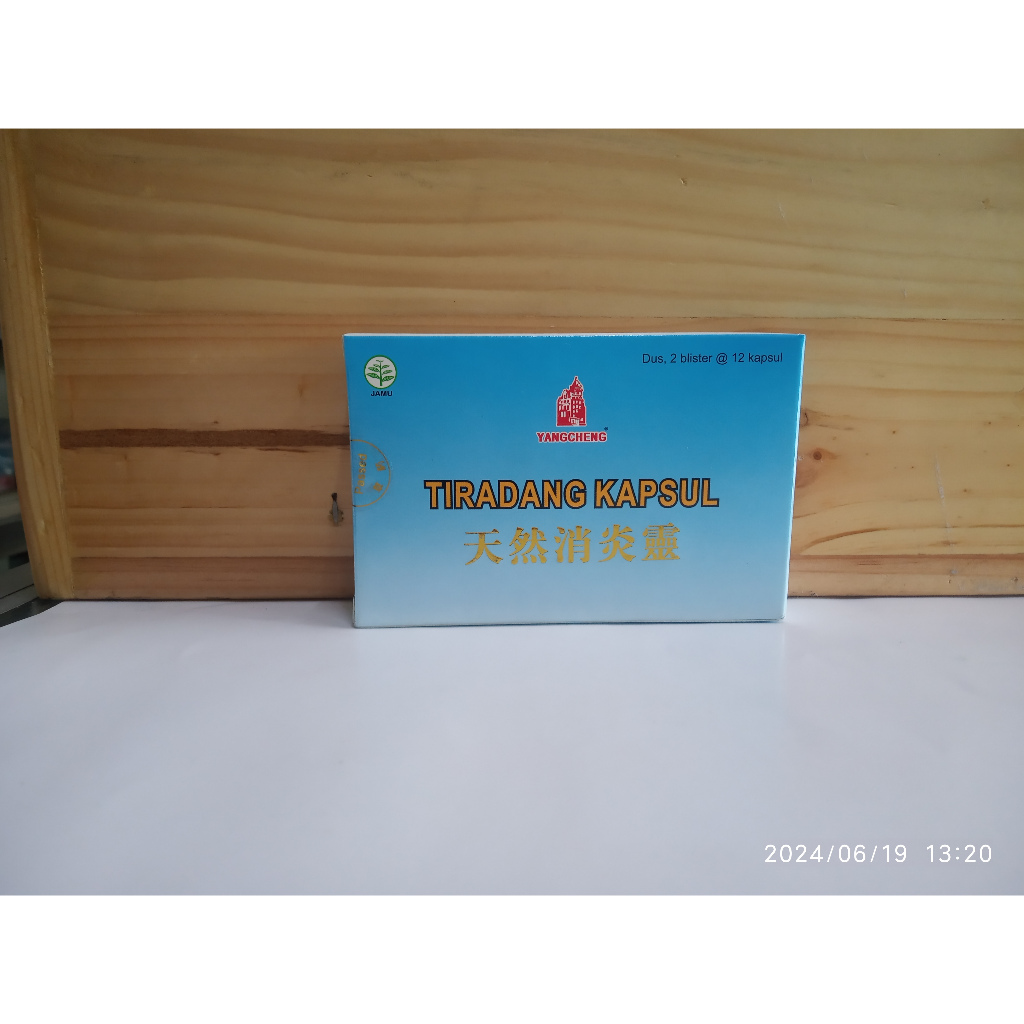 Dus, 2 blister @ 12 kapsul
JAMU
YANGCHENG
TIRADANG KAPSUL
天然消炎靈
2024/06/19 13:20